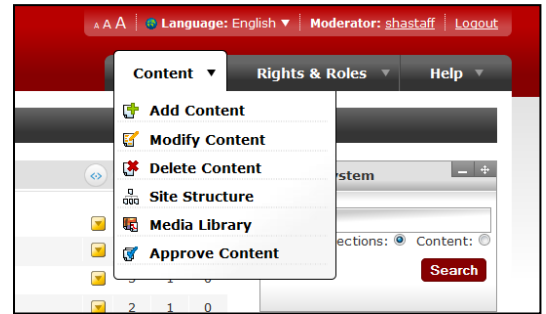 A A A Language: English ▼ Moderator: shastaff Logout
Content ▼ Rights & Roles ▼ Help ▼
Add Content
Modify Content
Delete Content
ystem
Site Structure
Media Library
ections: Content:
Approve Content
Search
2 1 0